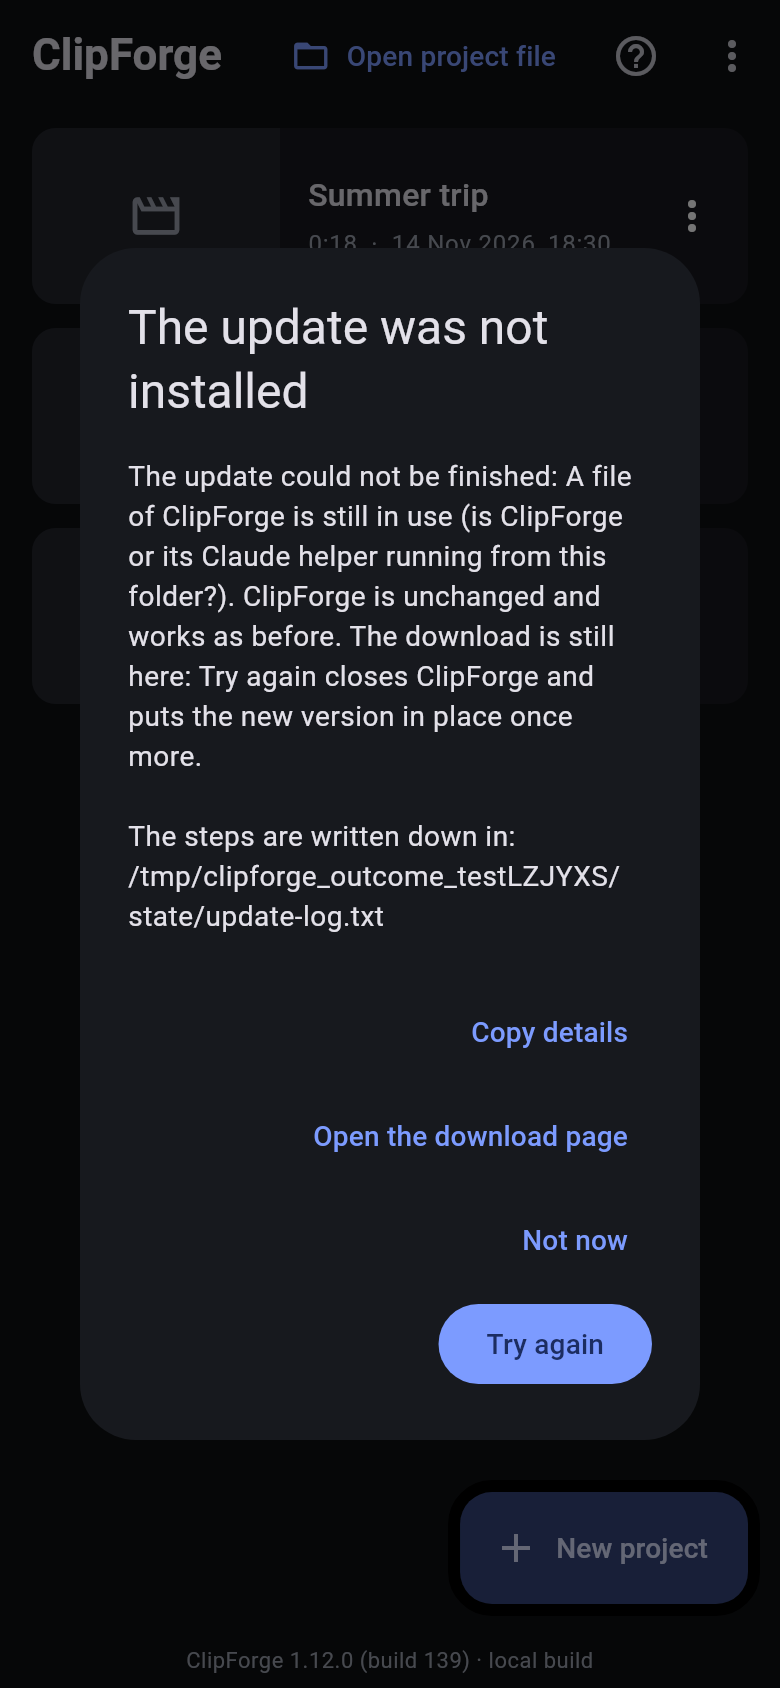 ClipForge
Open project file
Summer trip
0:18 · 14 Nov 2026, 18:30
The update was not
installed
The update could not be finished: A file
of ClipForge is still in use (is ClipForge
or its Claude helper running from this
folder?). ClipForge is unchanged and
works as before. The download is still
here: Try again closes ClipForge and
puts the new version in place once
more.
The steps are written down in:
/tmp/clipforge_outcome_testLZJYXS/
state/update-log.txt
Copy details
Open the download page
Not now
Try again
New project
ClipForge 1.12.0 (build 139) · local build